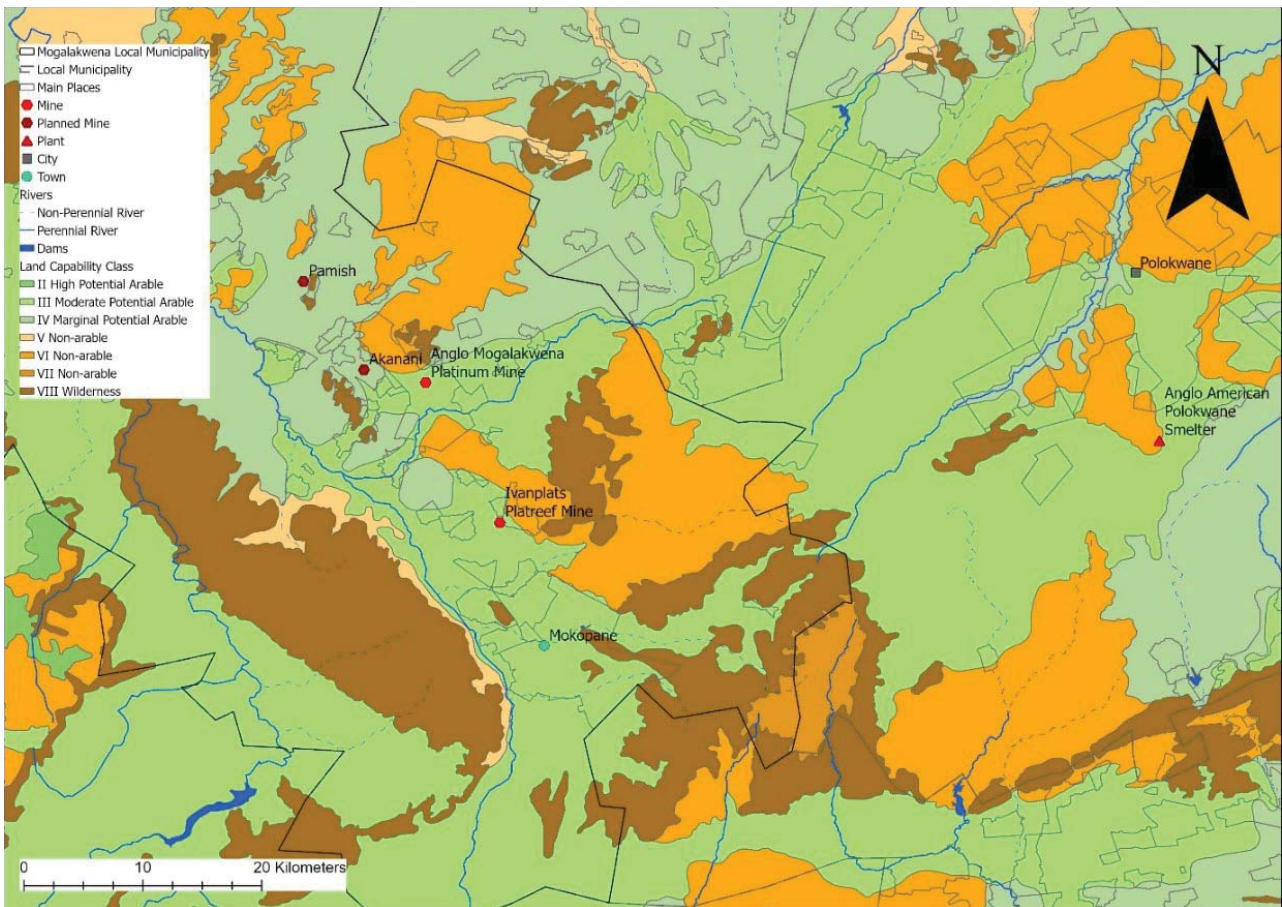 Mogalakwena Local Municipality
Local Municipality
Main Places
Mine
Planned Mine
Plant
City
Town
Rivers
Non-Perennial River
Perennial River
Dams
Land Capability Class
II High Potential Arable
III Moderate Potential Arable
IV Marginal Potential Arable
V Non-arable
VI Non-arable
VII Non-arable
VIII Wilderness
N
Polokwane
Pamish
Akanani
Anglo Mogalakwena
Platinum Mine
Anglo American
Polokwane
Smelter
Ivanplats
Platreef Mine
Mokopane
0 10 20 Kilometers